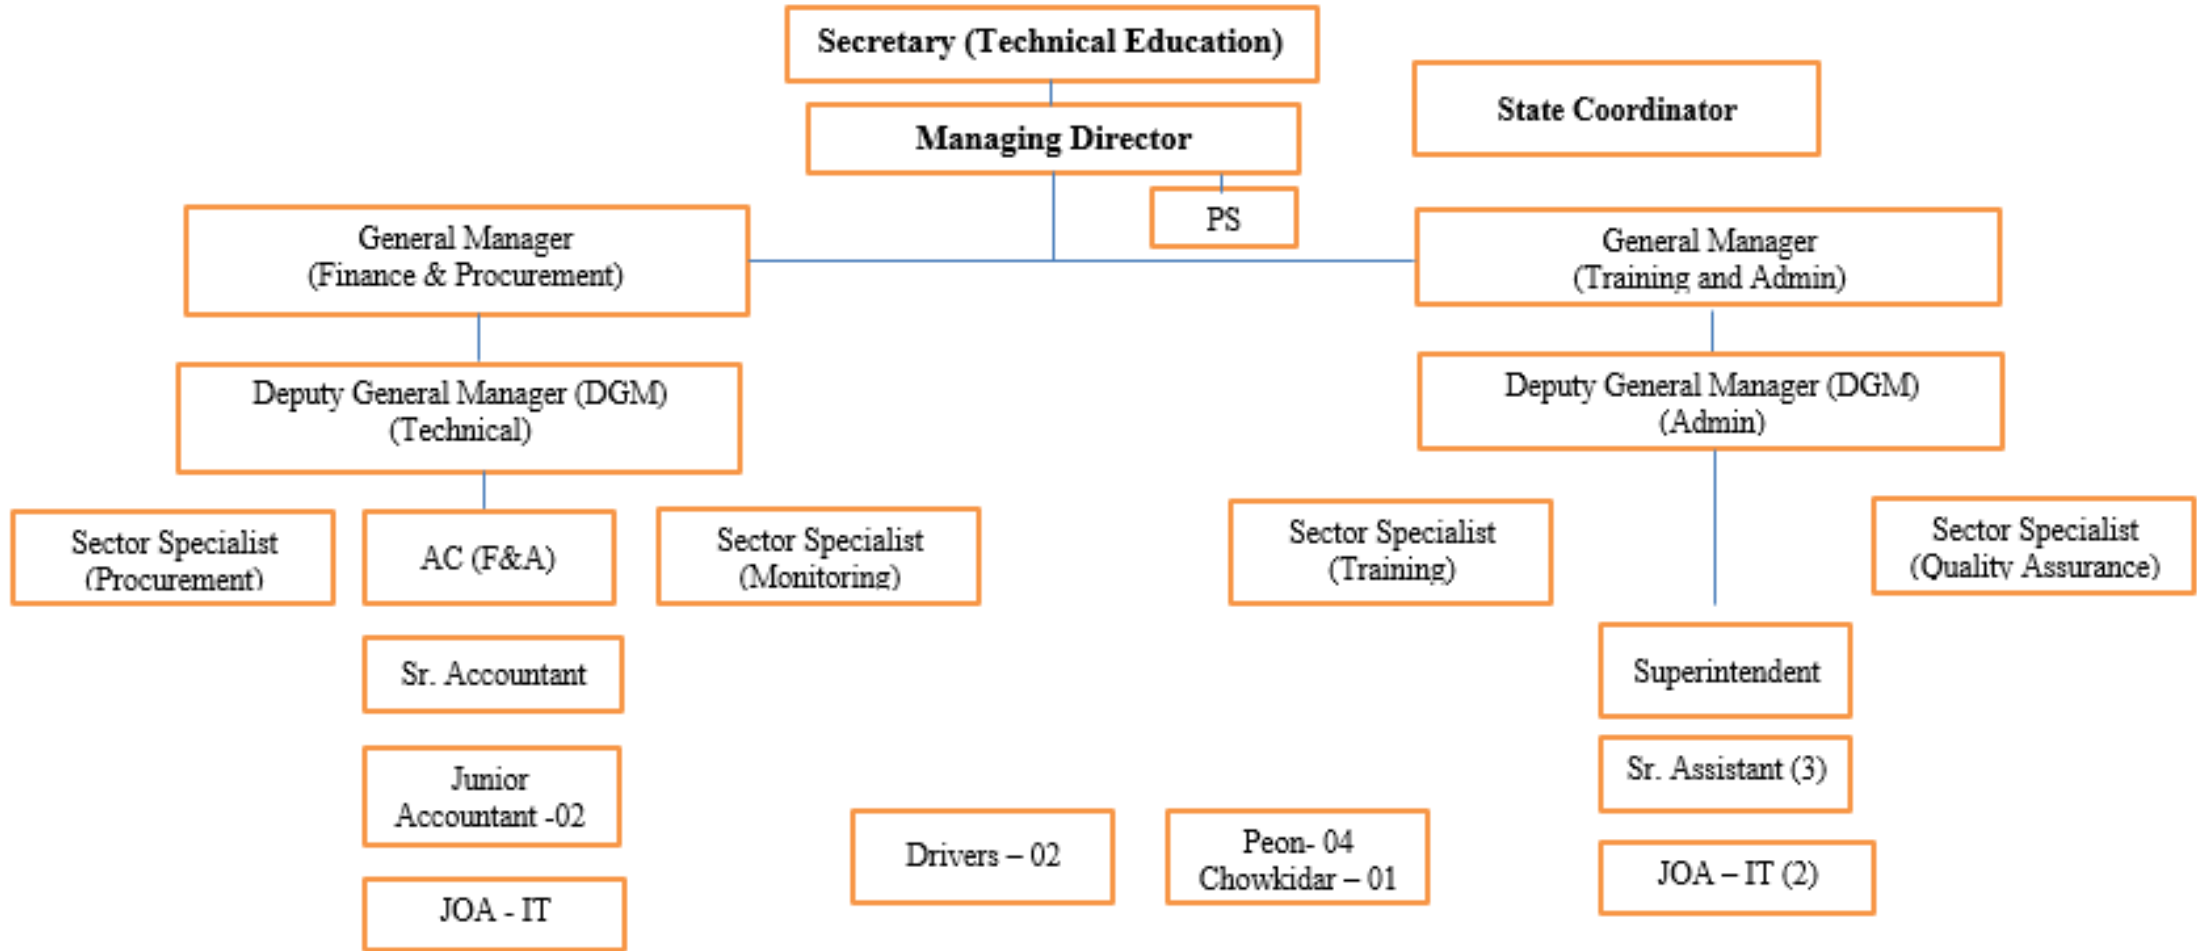 Secretary (Technical Education)
State Coordinator
Managing Director
PS
General Manager
(Finance & Procurement)
General Manager
(Training and Admin)
Deputy General Manager (DGM)
(Technical)
Deputy General Manager (DGM)
(Admin)
Sector Specialist
(Procurement)
AC (F&A)
Sector Specialist
(Monitoring)
Sector Specialist
(Training)
Sector Specialist
(Quality Assurance)
Sr. Accountant
Superintendent
Junior
Accountant -02
Sr. Assistant (3)
Drivers – 02
Peon- 04
Chowkidar – 01
JOA – IT (2)
JOA - IT